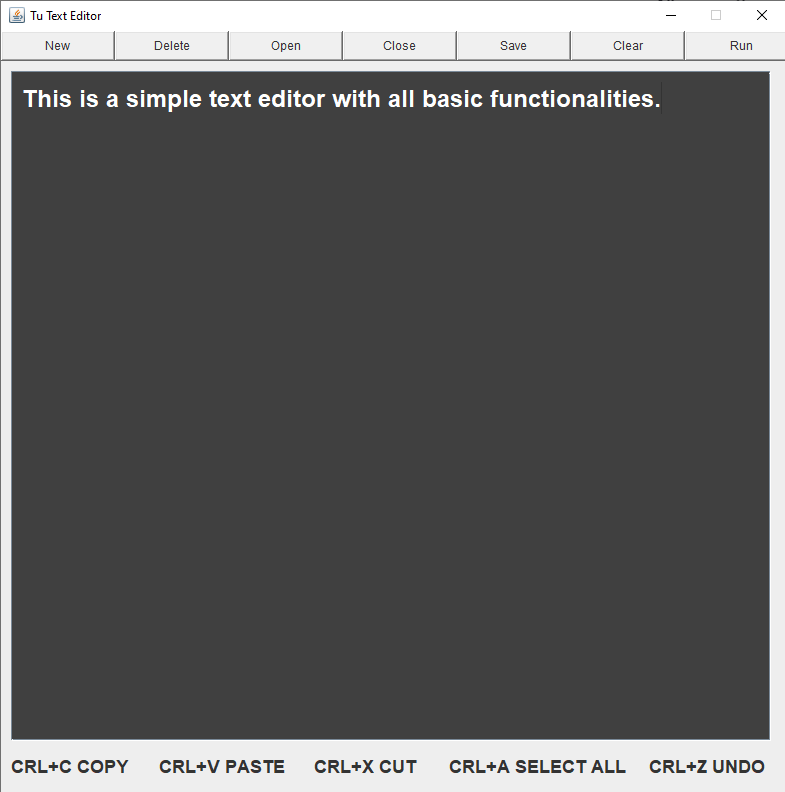 Tu Text Editor
New Delete Open Close Save Clear Run
This is a simple text editor with all basic functionalities.
CRL+C COPY CRL+V PASTE CRL+X CUT CRL+A SELECT ALL CRL+Z UNDO